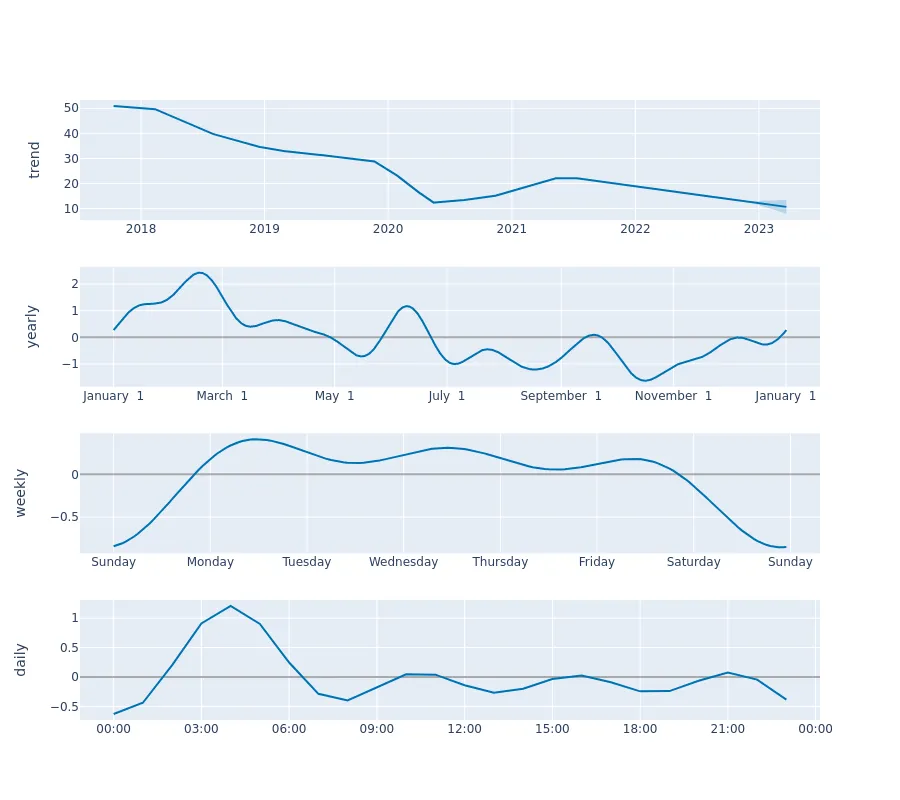 trend
50
40
30
20
10
2018 2019 2020 2021 2022 2023
yearly
2
1
0
−1
January 1 March 1 May 1 July 1 September 1 November 1 January 1
weekly
0
−0.5
Sunday Monday Tuesday Wednesday Thursday Friday Saturday Sunday
daily
1
0.5
0
−0.5
00:00 03:00 06:00 09:00 12:00 15:00 18:00 21:00 00:00